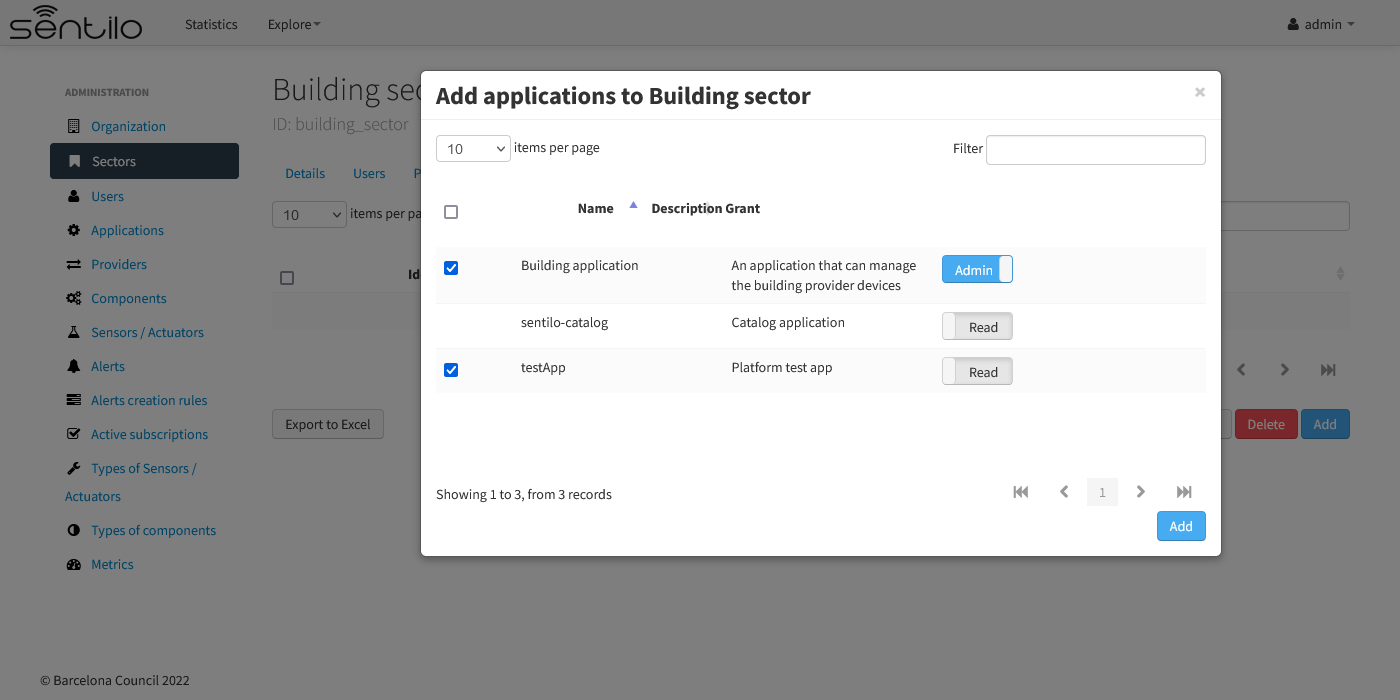 sentilo
Statistics
Explore
admin
ADMINISTRATION
Organization
Sectors
Users
Applications
Providers
Components
Sensors / Actuators
Alerts
Alerts creation rules
Active subscriptions
Types of Sensors /
Actuators
Types of components
Metrics
Building sec
ID: building_sector
Details
Users
P
10
items per pa
Id
Export to Excel
Delete
Add
Add applications to Building sector
×
10
items per page
Filter
Name
Description
Grant
Building application
An application that can manage
the building provider devices
Admin
sentilo-catalog
Catalog application
Read
testApp
Platform test app
Read
Showing 1 to 3, from 3 records
1
Add
© Barcelona Council 2022